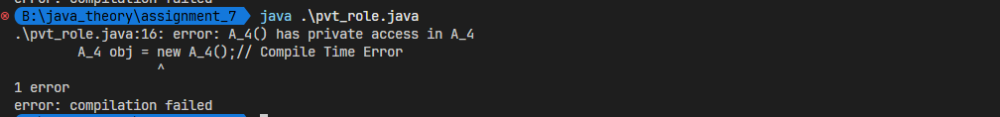 error: compilation failed
B:\java_theory\assignment_7 java .\pvt_role.java
.\pvt_role.java:16: error: A_4() has private access in A_4
A_4 obj = new A_4();// Compile Time Error
^
1 error
error: compilation failed